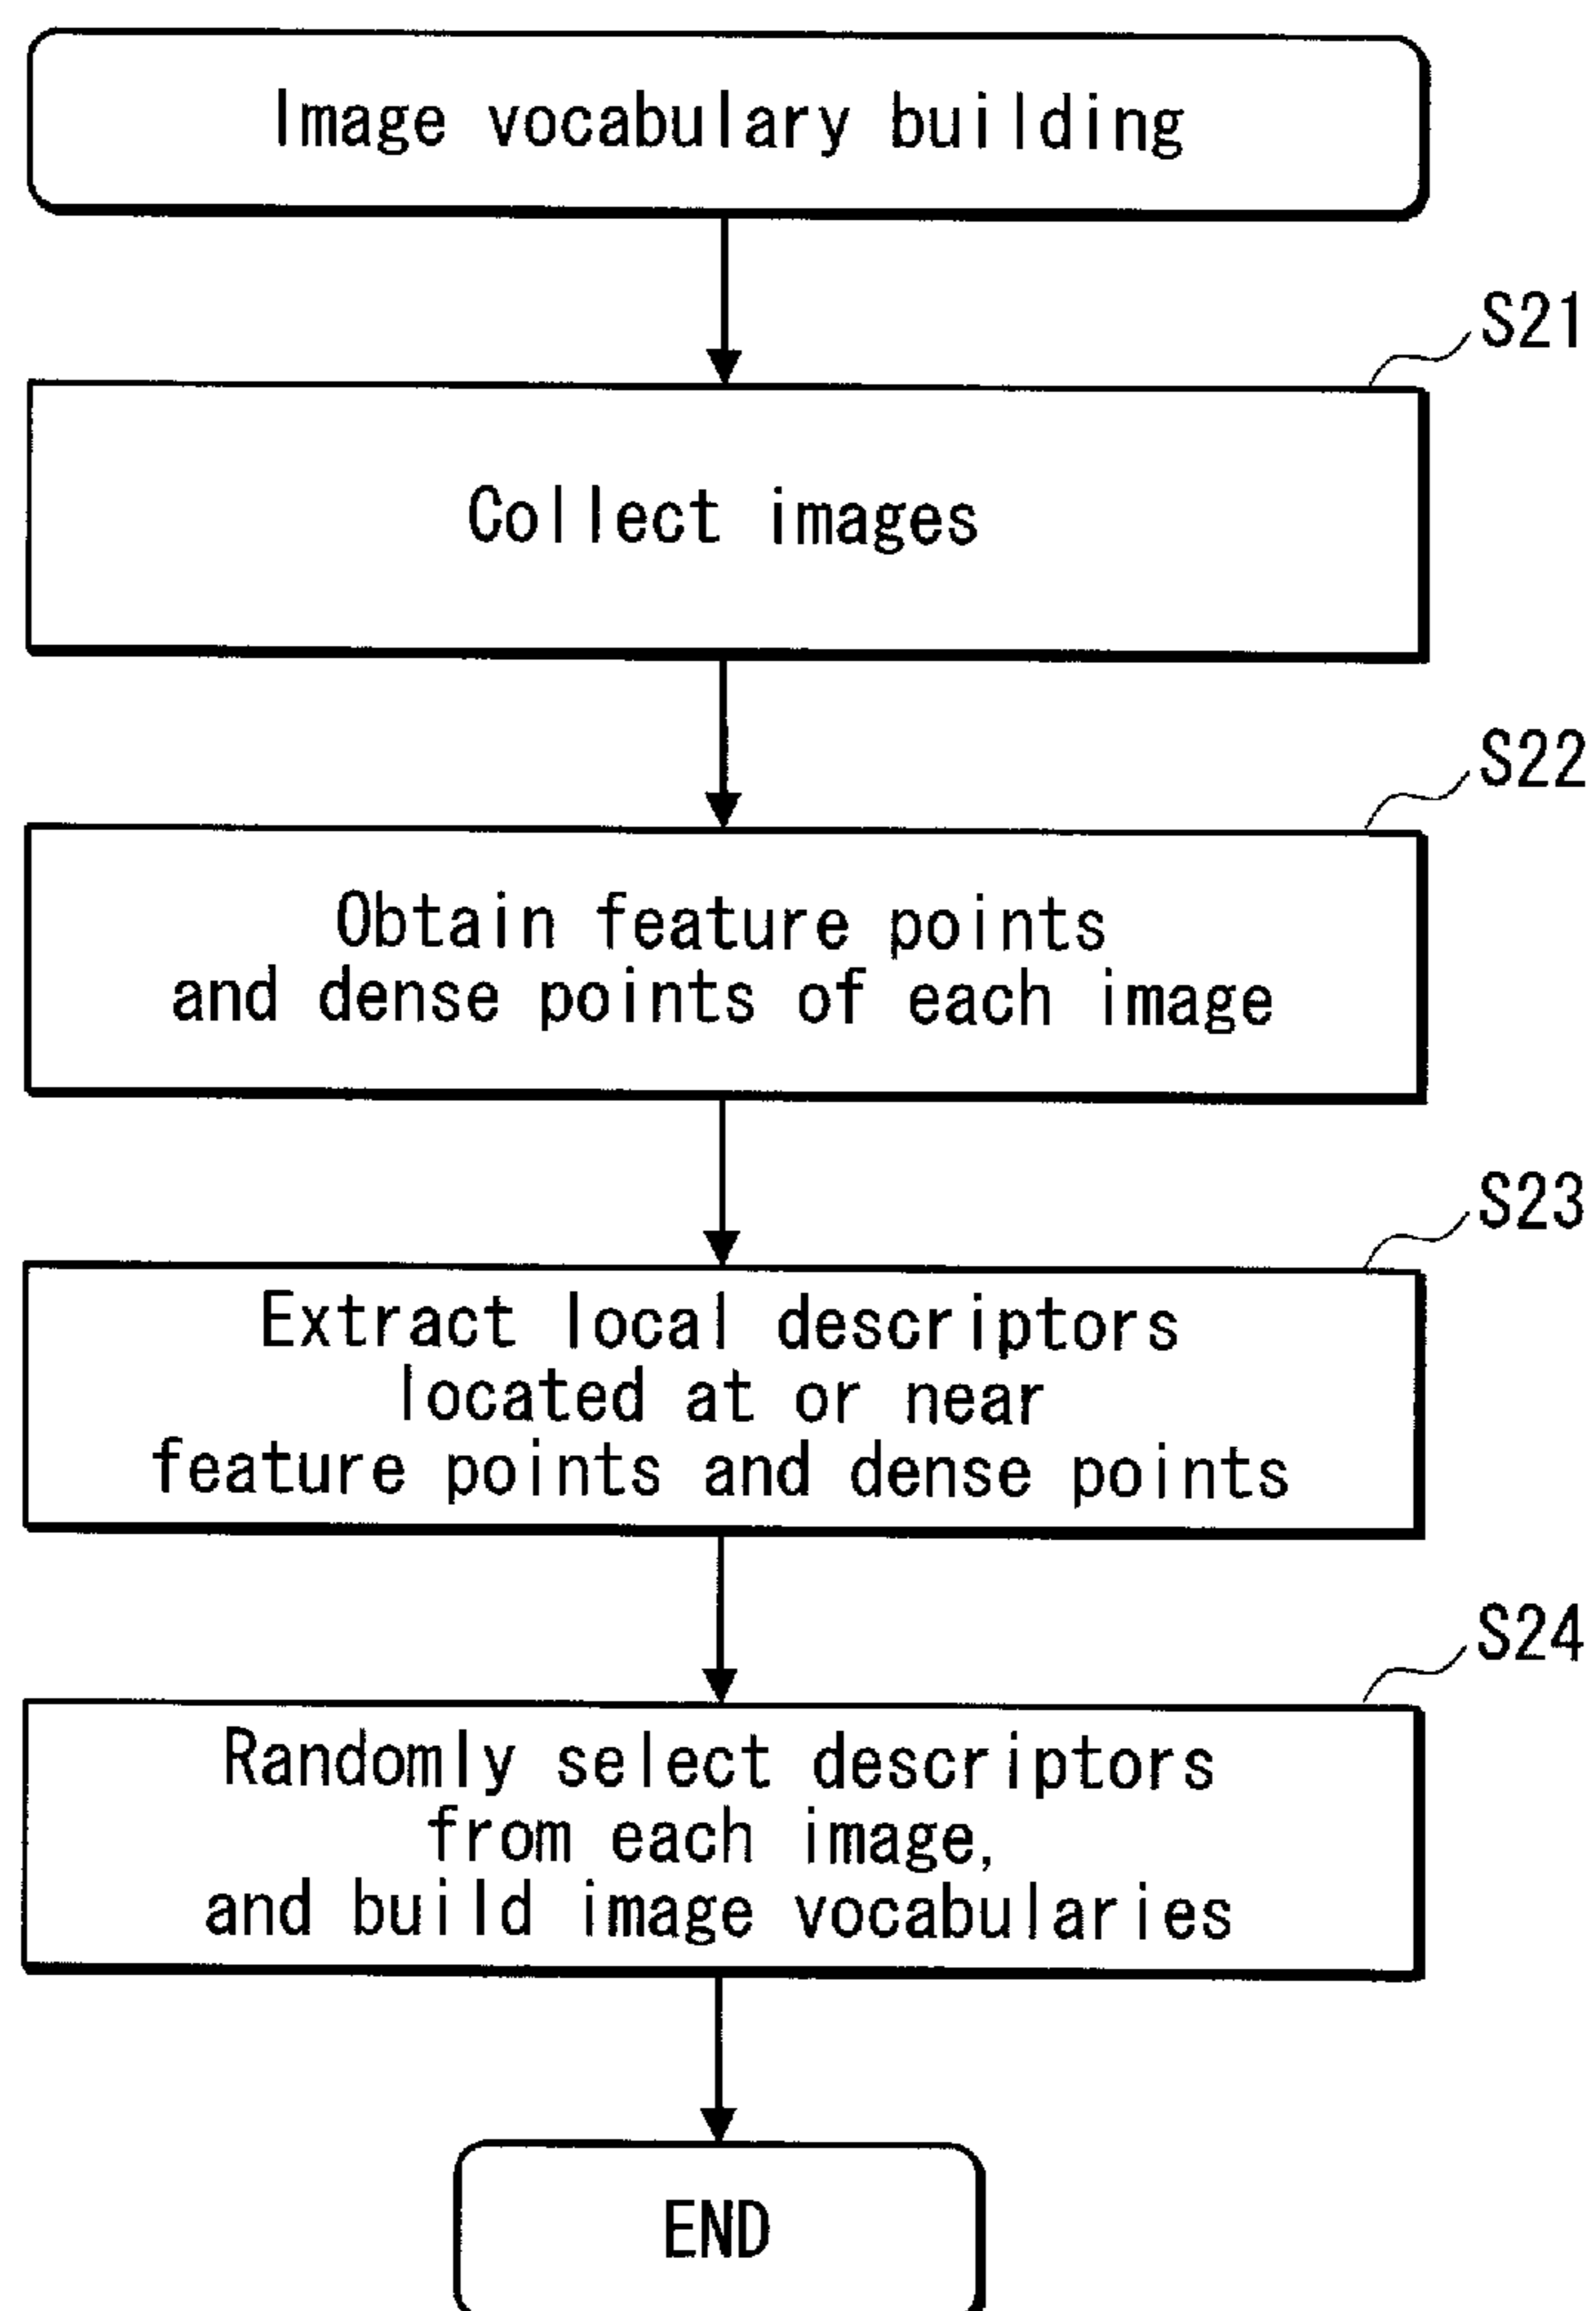 Image vocabulary building
S21
Collect images
S22
Obtain feature points
and dense points of each image
S23
Extract local descriptors
located at or near
feature points and dense points
S24
Randomly select descriptors
from each image,
and build image vocabularies
END